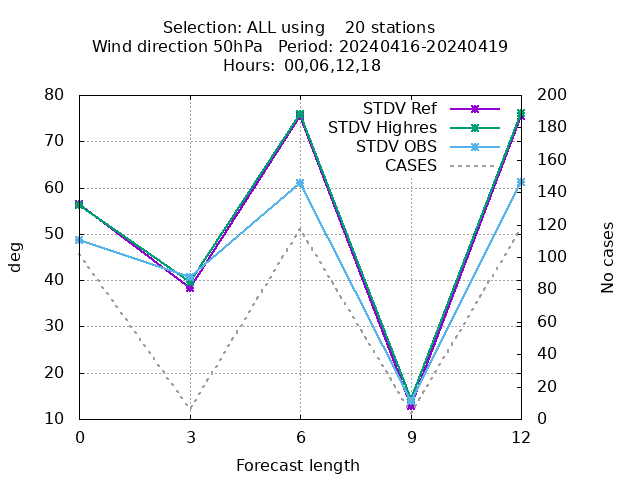 Selection: ALL using    20 stations
Wind direction 50hPa   Period: 20240416-20240419
Hours: 00,06,12,18
STDV Ref
STDV Highres
STDV OBS
CASES
80
70
60
50
40
30
20
10
200
180
160
140
120
100
80
60
40
20
0
deg
No cases
0 3 6 9 12
Forecast length